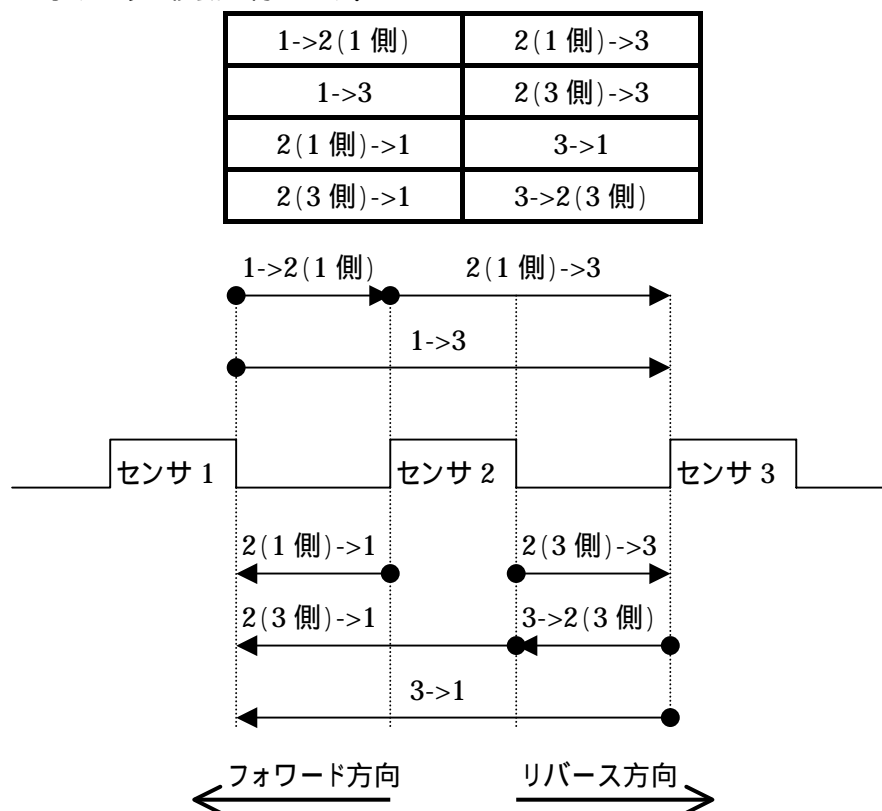 1->2(1 側) 2(1 側)->3
1->3 2(3 側)->3
2(1 側)->1 3->1
2(3 側)->1 3->2(3 側)
1->2(1 側) 2(1 側)->3
1->3
センサ 1 センサ 2 センサ 3
2(1 側)->1 2(3 側)->3
2(3 側)->1 3->2(3 側)
3->1
フォワード方向 リバース方向